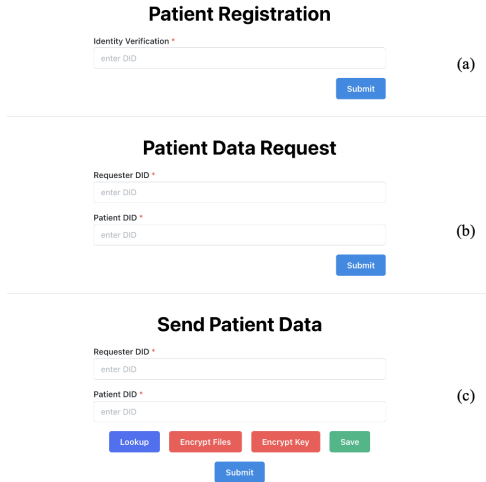 Patient Registration
Identity Verification *
enter DID
(a)
Submit
Patient Data Request
Requester DID *
enter DID
Patient DID *
enter DID
(b)
Submit
Send Patient Data
Requester DID *
enter DID
Patient DID *
(c)
enter DID
Lookup Encrypt Files Encrypt Key Save
Submit